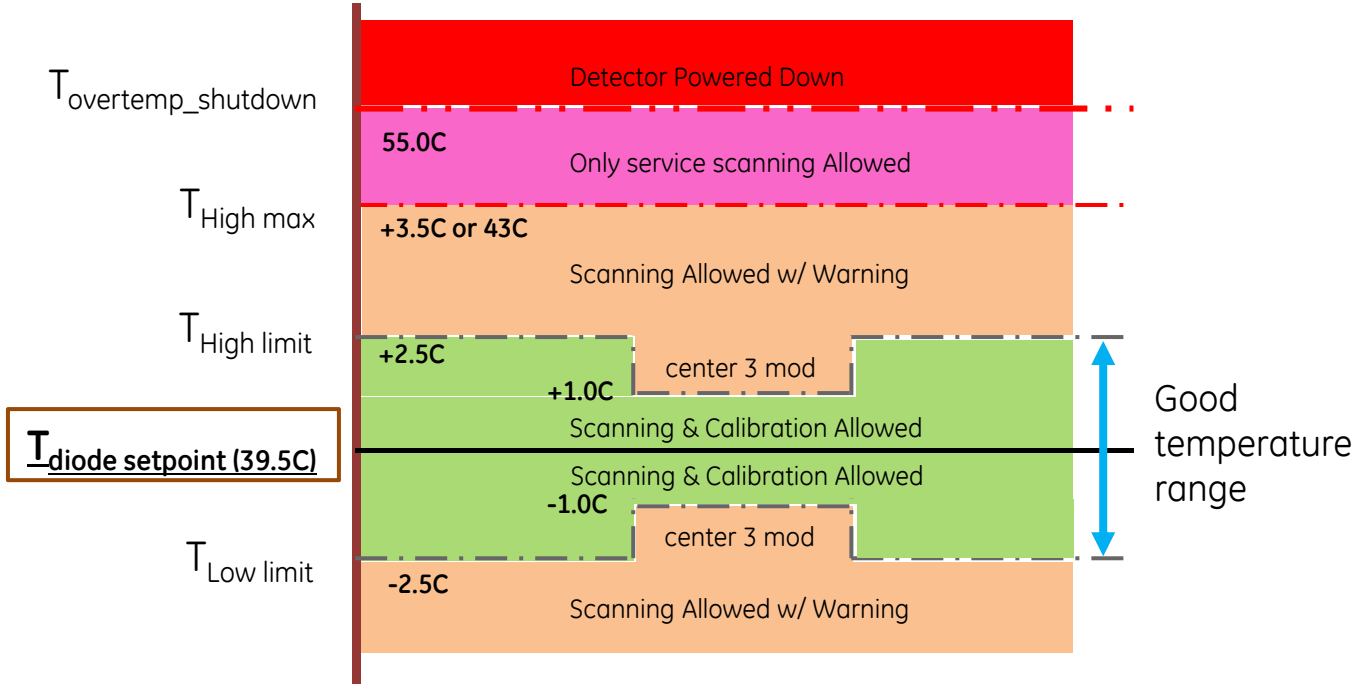 Detector Powered Down
Tovertemp_shutdown
55.0C
Only service scanning Allowed
THigh max
+3.5C or 43C
Scanning Allowed w/ Warning
THigh limit
+2.5C
center 3 mod
+1.0C
Good
temperature
range
Scanning & Calibration Allowed
Tdiode setpoint (39.5C)
Scanning & Calibration Allowed
-1.0C
center 3 mod
TLow limit
-2.5C
Scanning Allowed w/ Warning